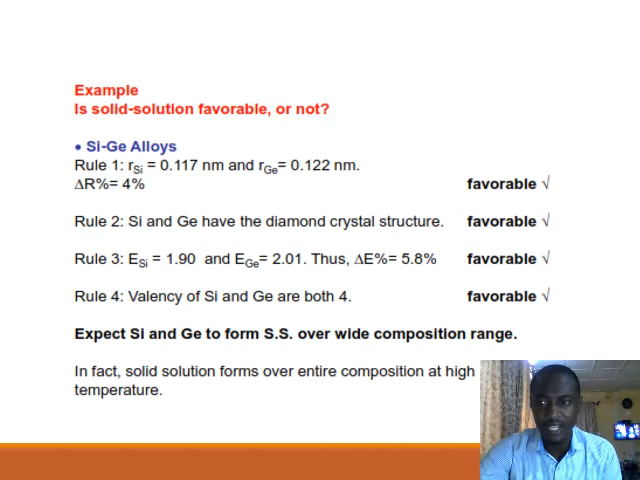 Example
Is solid-solution favorable, or not?
• Si-Ge Alloys
Rule 1: rSi = 0.117 nm and rGe= 0.122 nm.
ΔR%= 4% favorable √
Rule 2: Si and Ge have the diamond crystal structure. favorable √
Rule 3: ESi = 1.90 and EGe= 2.01. Thus, ΔE%= 5.8% favorable √
Rule 4: Valency of Si and Ge are both 4. favorable √
Expect Si and Ge to form S.S. over wide composition range.
In fact, solid solution forms over entire composition at high
temperature.